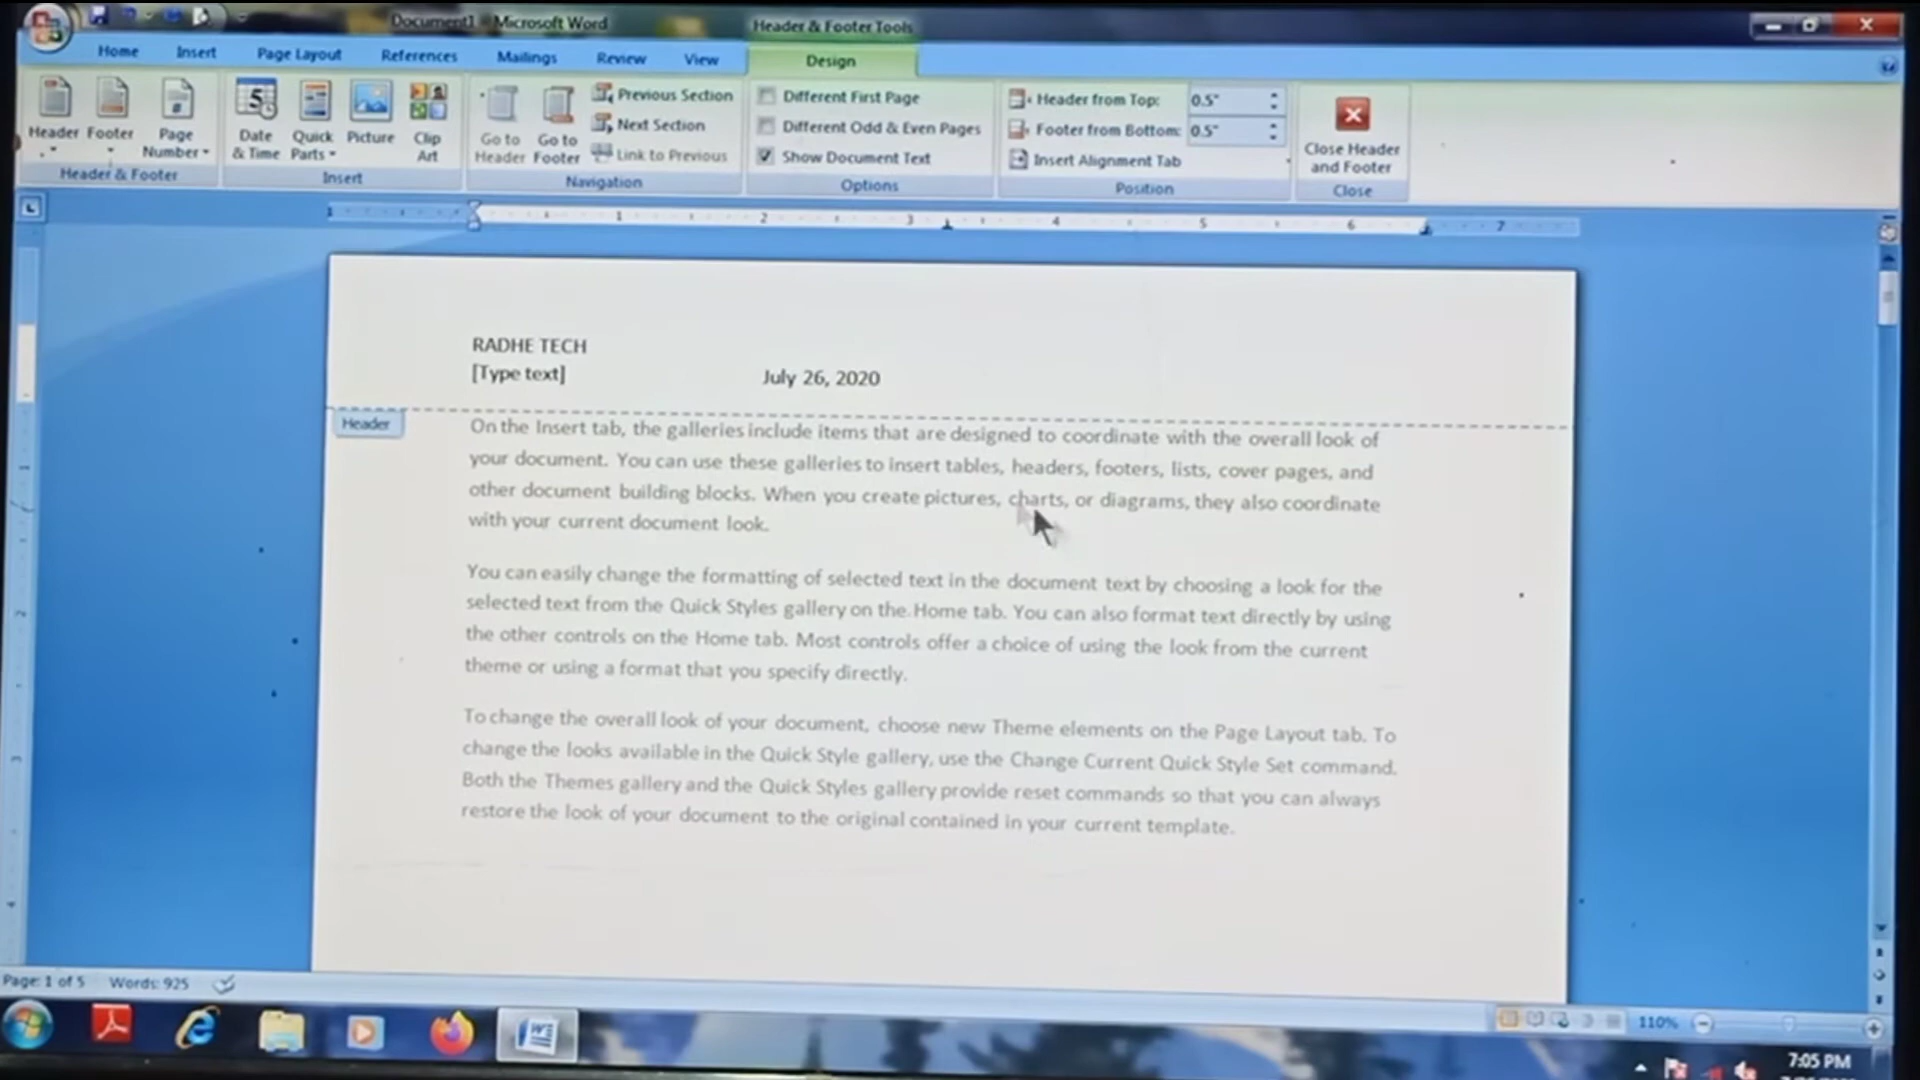 Document1 - Microsoft Word
Header & Footer Tools
Home Insert Page Layout References Mailings Review View Design
Header Footer Page Number
Date & Time Quick Parts Picture Clip Art
Go to Header Go to Footer
Previous Section
Next Section
Link to Previous
Different First Page
Different Odd & Even Pages
Show Document Text
Header from Top: 0.5"
Footer from Bottom: 0.5"
Insert Alignment Tab
Close Header and Footer
Header & Footer Insert Navigation Options Position Close
1 1 2 3 4 5 6 7
RADHE TECH
[Type text] July 26, 2020
Header
On the Insert tab, the galleries include items that are designed to coordinate with the overall look of
your document. You can use these galleries to insert tables, headers, footers, lists, cover pages, and
other document building blocks. When you create pictures, charts, or diagrams, they also coordinate
with your current document look.
You can easily change the formatting of selected text in the document text by choosing a look for the
selected text from the Quick Styles gallery on the Home tab. You can also format text directly by using
the other controls on the Home tab. Most controls offer a choice of using the look from the current
theme or using a format that you specify directly.
To change the overall look of your document, choose new Theme elements on the Page Layout tab. To
change the looks available in the Quick Style gallery, use the Change Current Quick Style Set command.
Both the Themes gallery and the Quick Styles gallery provide reset commands so that you can always
restore the look of your document to the original contained in your current template.
Page: 1 of 5 Words: 925
110%
7:05 PM